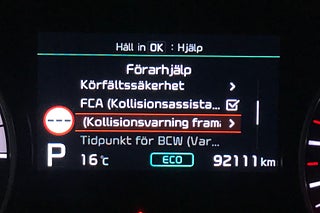 Håll in OK : Hjälp
Förarhjälp
Körfältssäkerhet
FCA (Kollisionsassista...
(Kollisionsvarning fram
Tidpunkt för BCW (Var...
P 16°c ECO 92111 km